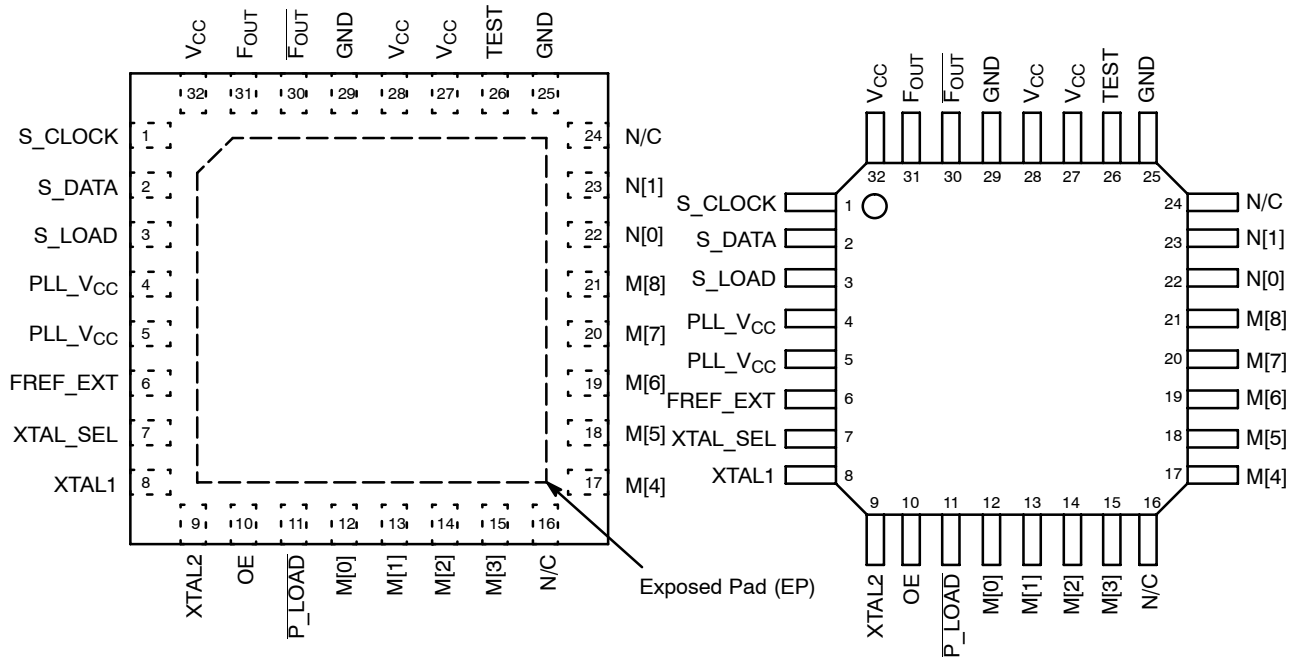 VCC FOUT FOUT GND VCC VCC TEST GND
32 31 30 29 28 27 26 25
S_CLOCK 1 24 N/C
S_DATA 2 23 N[1]
S_LOAD 3 22 N[0]
PLL_VCC 4 21 M[8]
PLL_VCC 5 20 M[7]
FREF_EXT 6 19 M[6]
XTAL_SEL 7 18 M[5]
XTAL1 8 17 M[4]
9 10 11 12 13 14 15 16
XTAL2 OE P_LOAD M[0] M[1] M[2] M[3] N/C
Exposed Pad (EP)
VCC FOUT FOUT GND VCC VCC TEST GND
32 31 30 29 28 27 26 25
S_CLOCK 1 24 N/C
S_DATA 2 23 N[1]
S_LOAD 3 22 N[0]
PLL_VCC 4 21 M[8]
PLL_VCC 5 20 M[7]
FREF_EXT 6 19 M[6]
XTAL_SEL 7 18 M[5]
XTAL1 8 17 M[4]
9 10 11 12 13 14 15 16
XTAL2 OE P_LOAD M[0] M[1] M[2] M[3] N/C